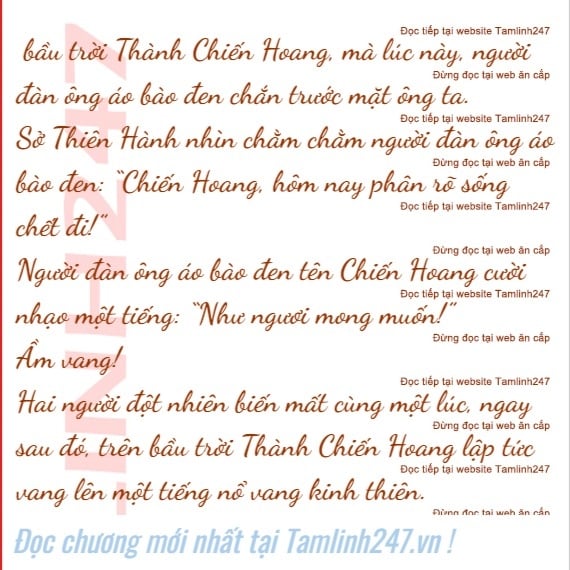 Đọc tiếp tại website Tamlinh247
bầu trời Thành Chiến Hoang, mà lúc này, người
Đừng đọc tại web ăn cắp
đàn ông áo bào đen chắn trước mặt ông ta.
Đọc tiếp tại website Tamlinh247
Sở Thiên Hành nhìn chằm chằm người đàn ông áo
Đừng đọc tại web ăn cắp
bào đen: “Chiến Hoang, hôm nay phân rõ sống
Đọc tiếp tại website Tamlinh247
chết đi!”
Đừng đọc tại web ăn cắp
Người đàn ông áo bào đen tên Chiến Hoang cười
Đọc tiếp tại website Tamlinh247
nhạo một tiếng: “Như ngươi mong muốn!”
Đừng đọc tại web ăn cắp
Ầm vang!
Đọc tiếp tại website Tamlinh247
Hai người đột nhiên biến mất cùng một lúc, ngay
Đừng đọc tại web ăn cắp
sau đó, trên bầu trời Thành Chiến Hoang lập tức
Đọc tiếp tại website Tamlinh247
vang lên một tiếng nổ vang kinh thiên.
Đừng đọc tại web ăn cắp
INH247
Đọc chương mới nhất tại Tamlinh247.vn !